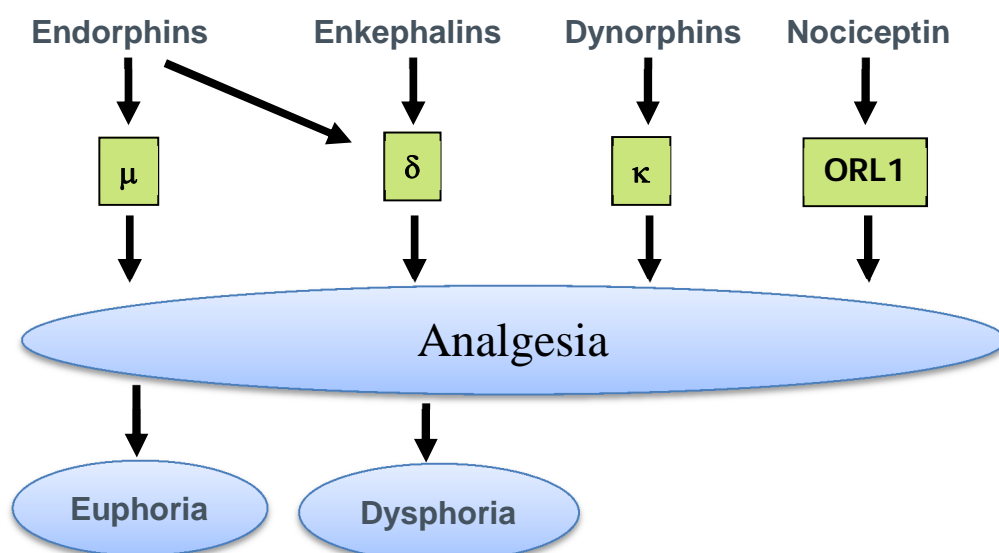 Endorphins Enkephalins Dynorphins Nociceptin
μ δ κ ORL1
Analgesia
Euphoria Dysphoria